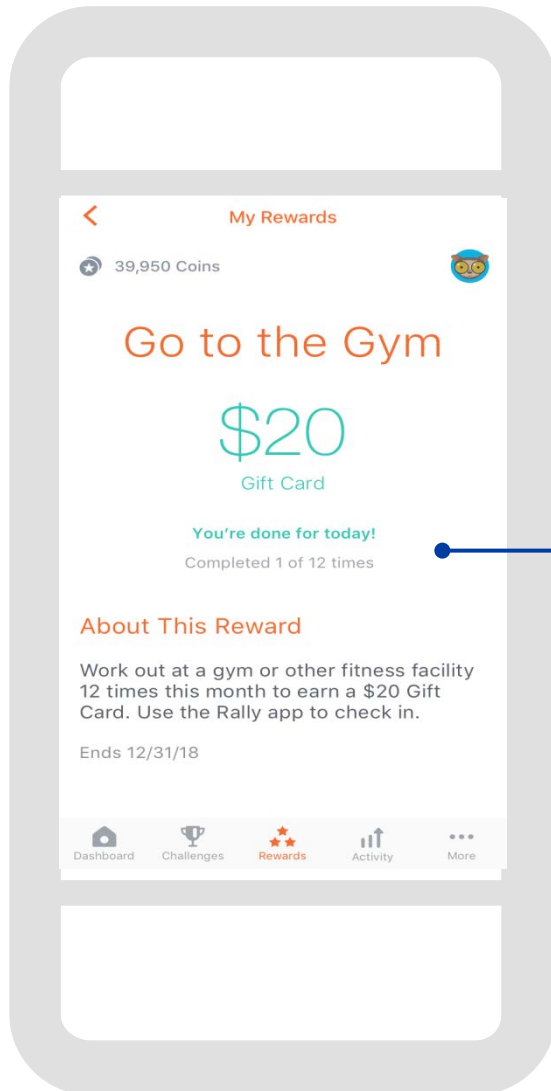 My Rewards
39,950 Coins
Go to the Gym
$20
Gift Card
You're done for today!
Completed 1 of 12 times
About This Reward
Work out at a gym or other fitness facility
12 times this month to earn a $20 Gift
Card. Use the Rally app to check in.
Ends 12/31/18
Dashboard Challenges Rewards Activity More